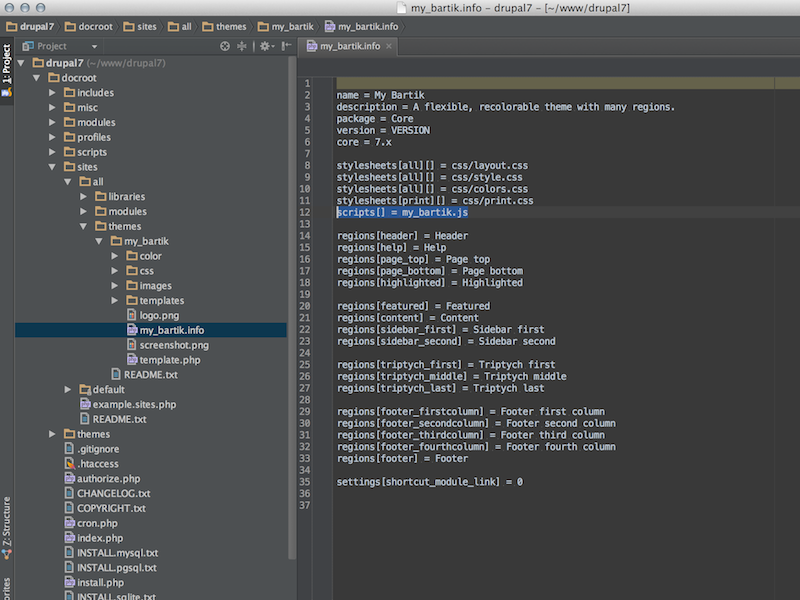 my_bartik.info – drupal7 – [~/www/drupal7]
drupal7 docroot sites all themes my_bartik my_bartik.info
1: Project
Z: Structure
Project
drupal7 (~/www/drupal7)
docroot
includes
misc
modules
profiles
scripts
sites
all
libraries
modules
themes
my_bartik
color
css
images
templates
logo.png
my_bartik.info
screenshot.png
template.php
README.txt
default
example.sites.php
README.txt
themes
.gitignore
.htaccess
authorize.php
CHANGELOG.txt
COPYRIGHT.txt
cron.php
index.php
INSTALL.mysql.txt
INSTALL.pgsql.txt
install.php
INSTALL.sqlite.txt
my_bartik.info
1
2 name = My Bartik
3 description = A flexible, recolorable theme with many regions.
4 package = Core
5 version = VERSION
6 core = 7.x
7
8 stylesheets[all][] = css/layout.css
9 stylesheets[all][] = css/style.css
10 stylesheets[all][] = css/colors.css
11 stylesheets[print][] = css/print.css
12 scripts[] = my_bartik.js
13
14 regions[header] = Header
15 regions[help] = Help
16 regions[page_top] = Page top
17 regions[page_bottom] = Page bottom
18 regions[highlighted] = Highlighted
19
20 regions[featured] = Featured
21 regions[content] = Content
22 regions[sidebar_first] = Sidebar first
23 regions[sidebar_second] = Sidebar second
24
25 regions[triptych_first] = Triptych first
26 regions[triptych_middle] = Triptych middle
27 regions[triptych_last] = Triptych last
28
29 regions[footer_firstcolumn] = Footer first column
30 regions[footer_secondcolumn] = Footer second column
31 regions[footer_thirdcolumn] = Footer third column
32 regions[footer_fourthcolumn] = Footer fourth column
33 regions[footer] = Footer
34
35 settings[shortcut_module_link] = 0
36
37